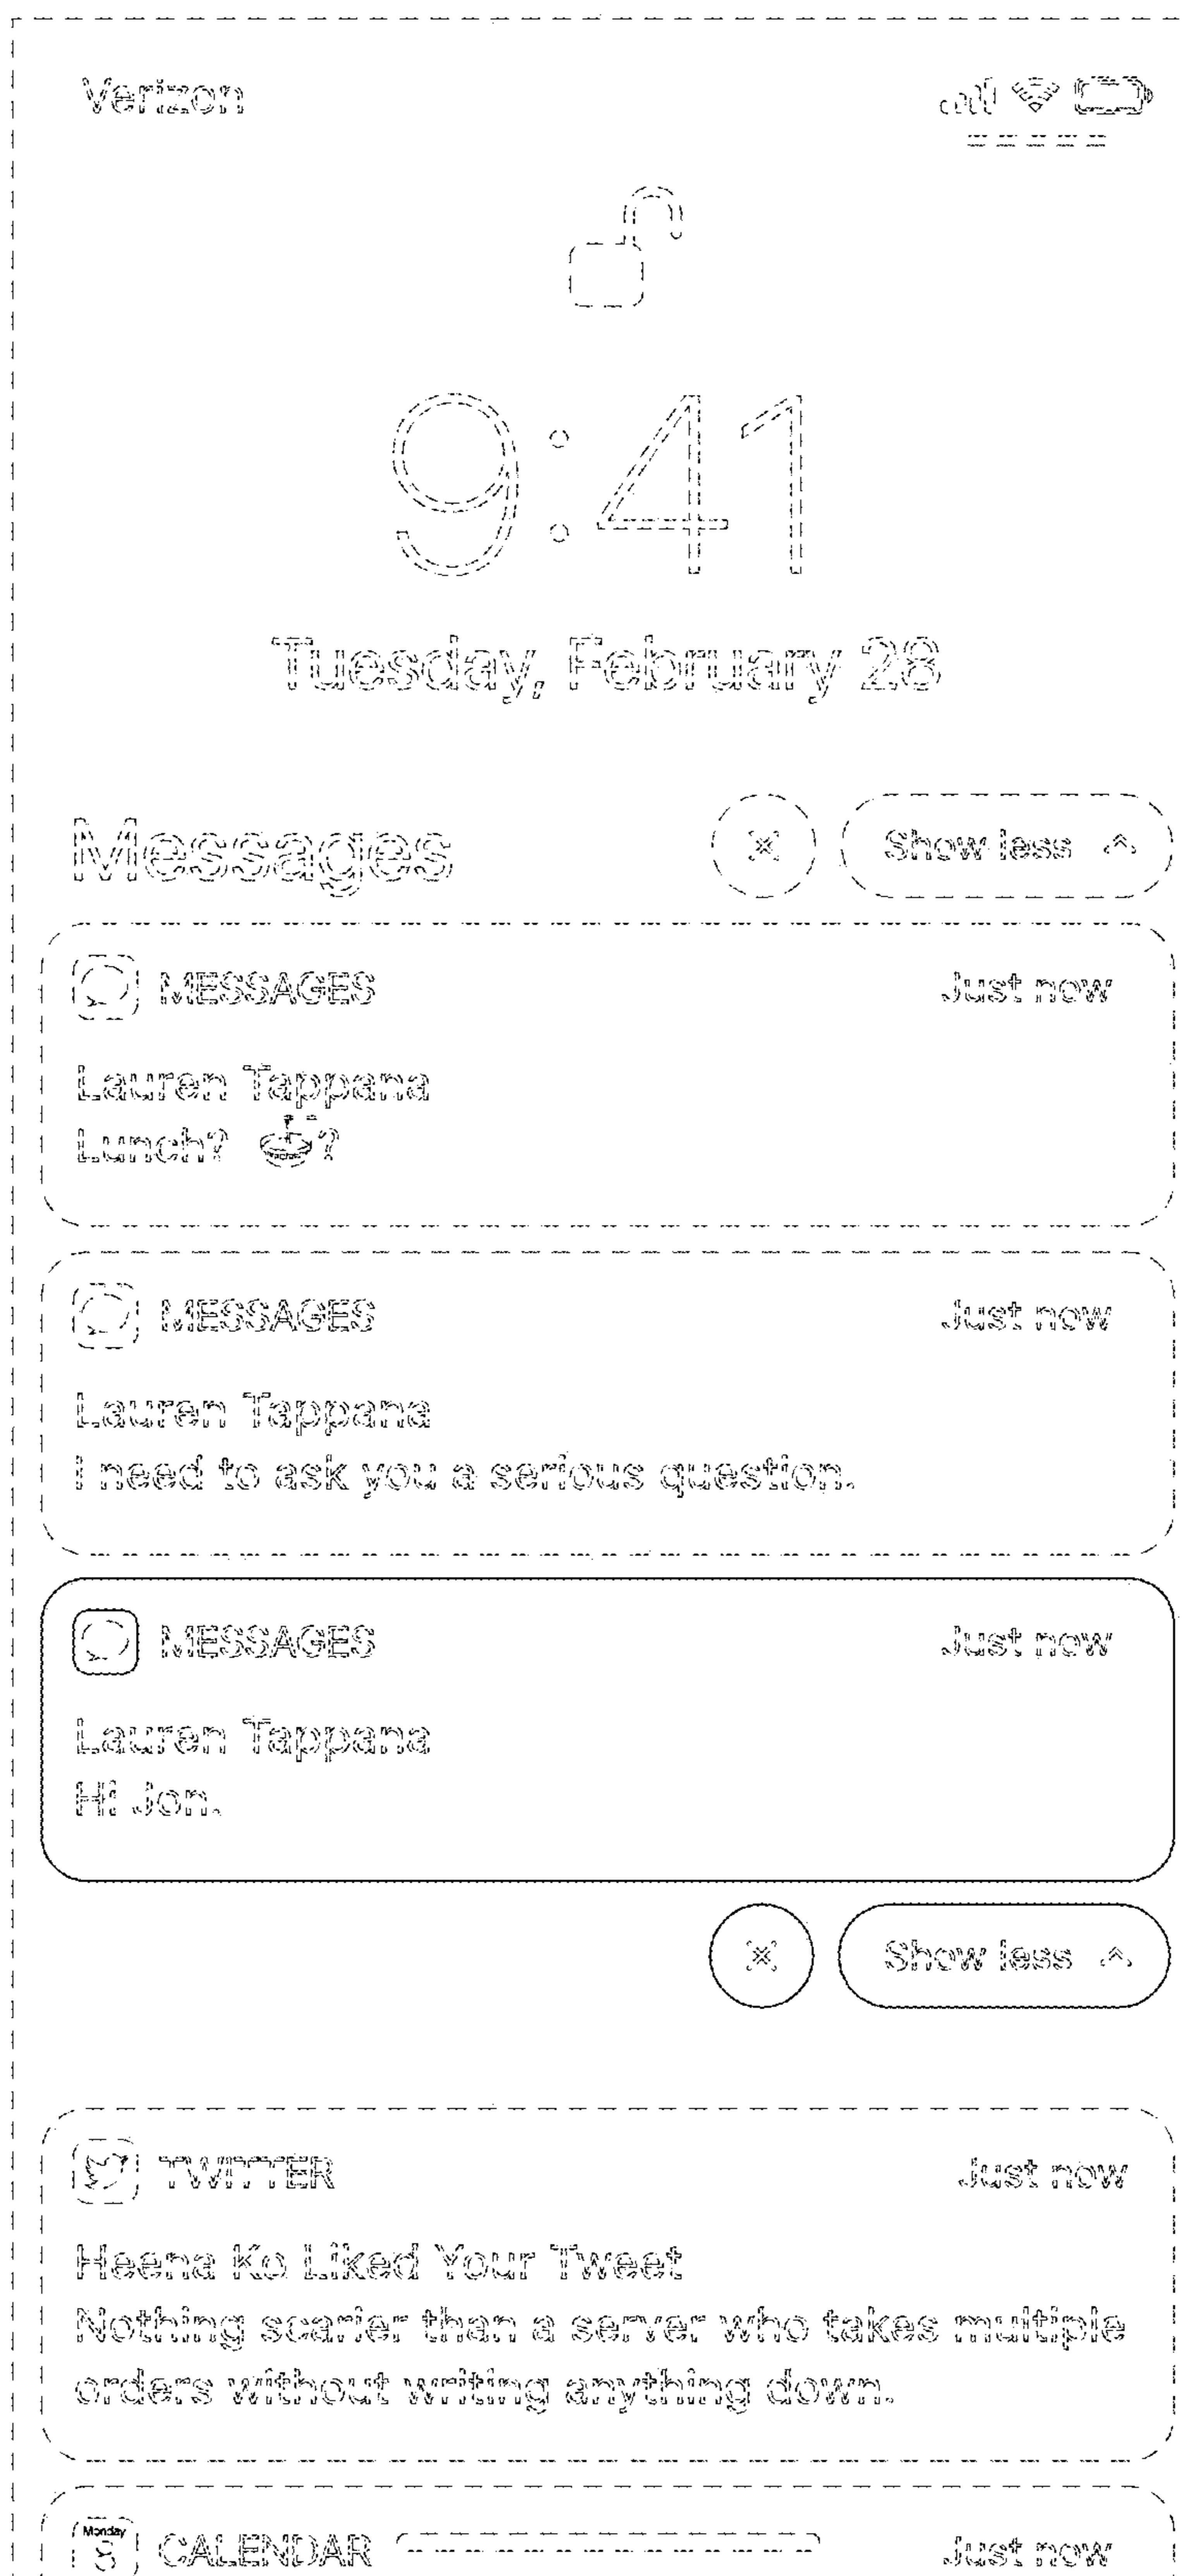 Verizon
9:41
Tuesday, February 28
Messages
Show less
MESSAGES Just now
Lauren Tappana
Lunch? ?
MESSAGES Just now
Lauren Tappana
I need to ask you a serious question.
MESSAGES Just now
Lauren Tappana
Hi Jon.
Show less
TWITTER Just now
Heena Ko Liked Your Tweet
Nothing scarier than a server who takes multiple
orders without writing anything down.
Monday
CALENDAR Just now